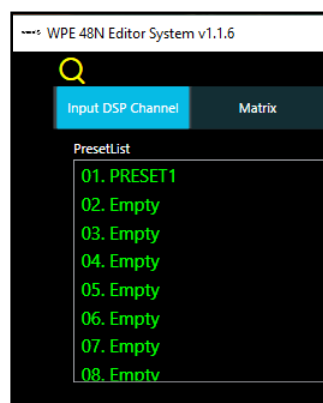 WPE 48N Editor System v1.1.6
Input DSP Channel Matrix
PresetList
01. PRESET1
02. Empty
03. Empty
04. Empty
05. Empty
06. Empty
07. Empty
08. Empty